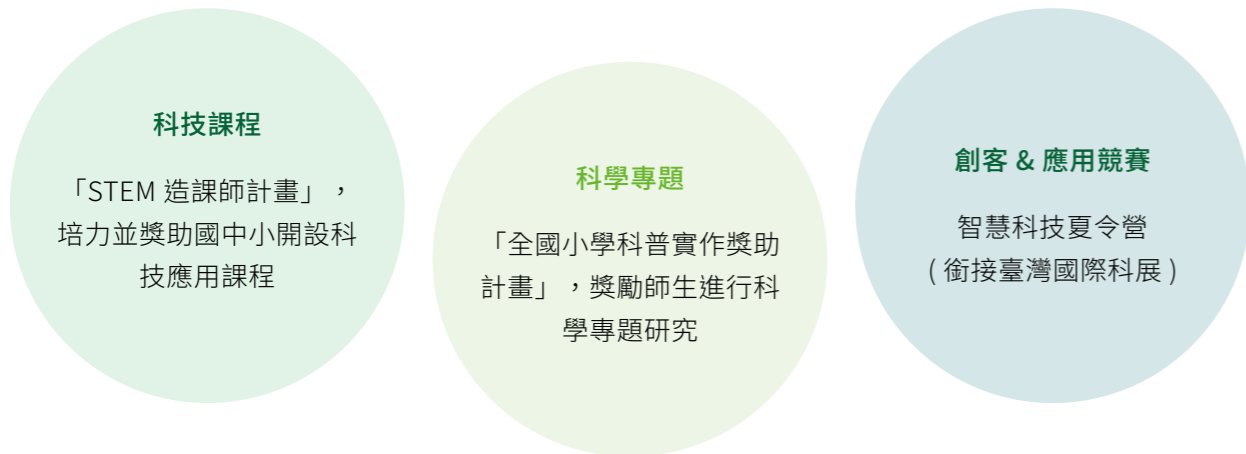 科技課程
「STEM 造課師計畫」，
培力並獎助國中小開設科
技應用課程
科學專題
「全國小學科普實作獎助
計畫」，獎勵師生進行科
學專題研究
創客 & 應用競賽
智慧科技夏令營
( 銜接臺灣國際科展 )